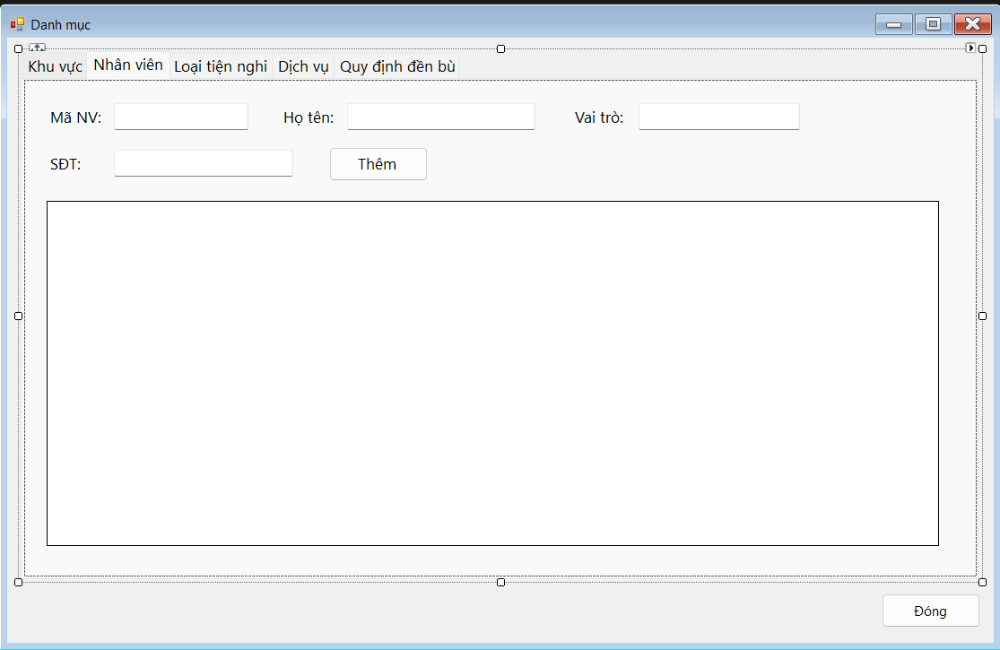 Danh mục
Khu vực Nhân viên Loại tiện nghi Dịch vụ Quy định đền bù
Mã NV: Họ tên: Vai trò:
SĐT: Thêm
Đóng